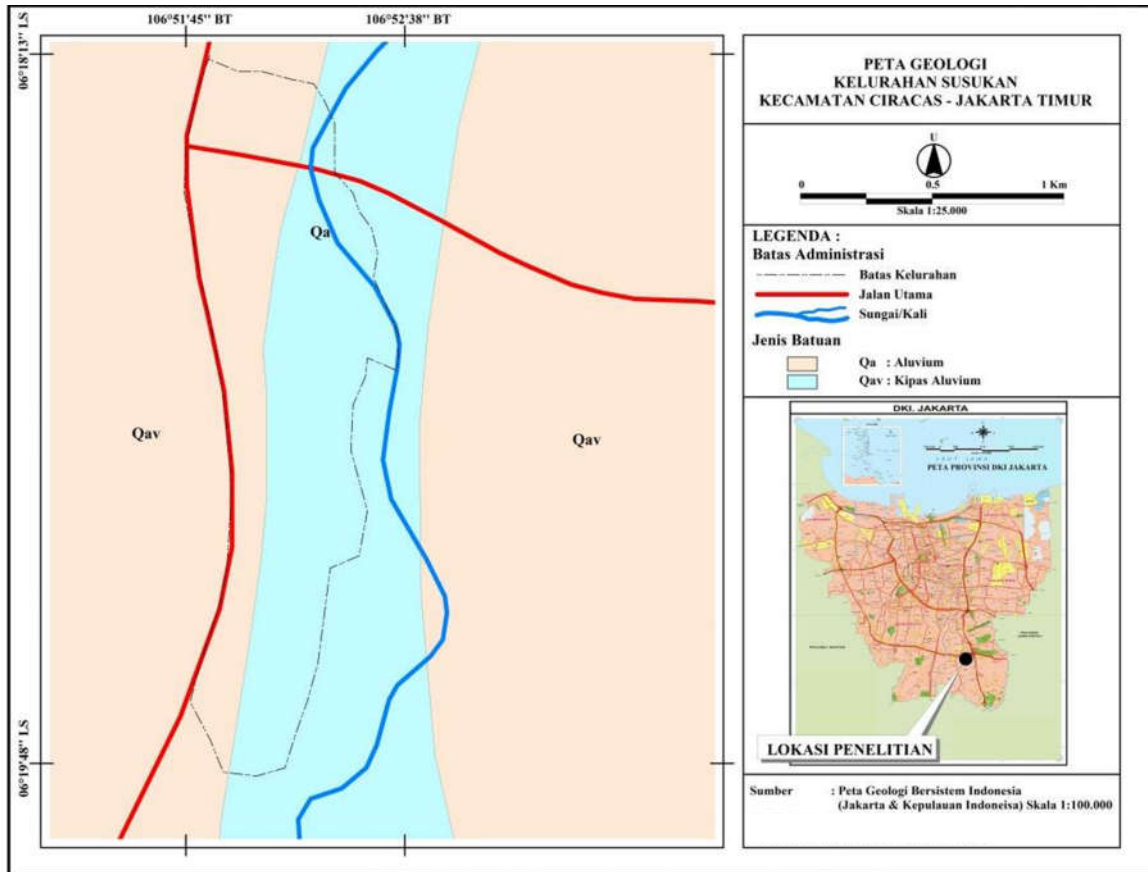 106°51'45'' BT
106°52'38'' BT
06°18'13'' LS
06°19'48'' LS
Qa
Qav
Qav
PETA GEOLOGI
KELURAHAN SUSUKAN
KECAMATAN CIRACAS - JAKARTA TIMUR
U
0 0.5 1 Km
Skala 1:25.000
LEGENDA :
Batas Administrasi
Batas Kelurahan
Jalan Utama
Sungai/Kali
Jenis Batuan
Qa : Aluvium
Qav : Kipas Aluvium
DKI. JAKARTA
PETA PROVINSI DKI JAKARTA
LOKASI PENELITIAN
Sumber : Peta Geologi Bersistem Indonesia
(Jakarta & Kepulauan Indoneisa) Skala 1:100.000